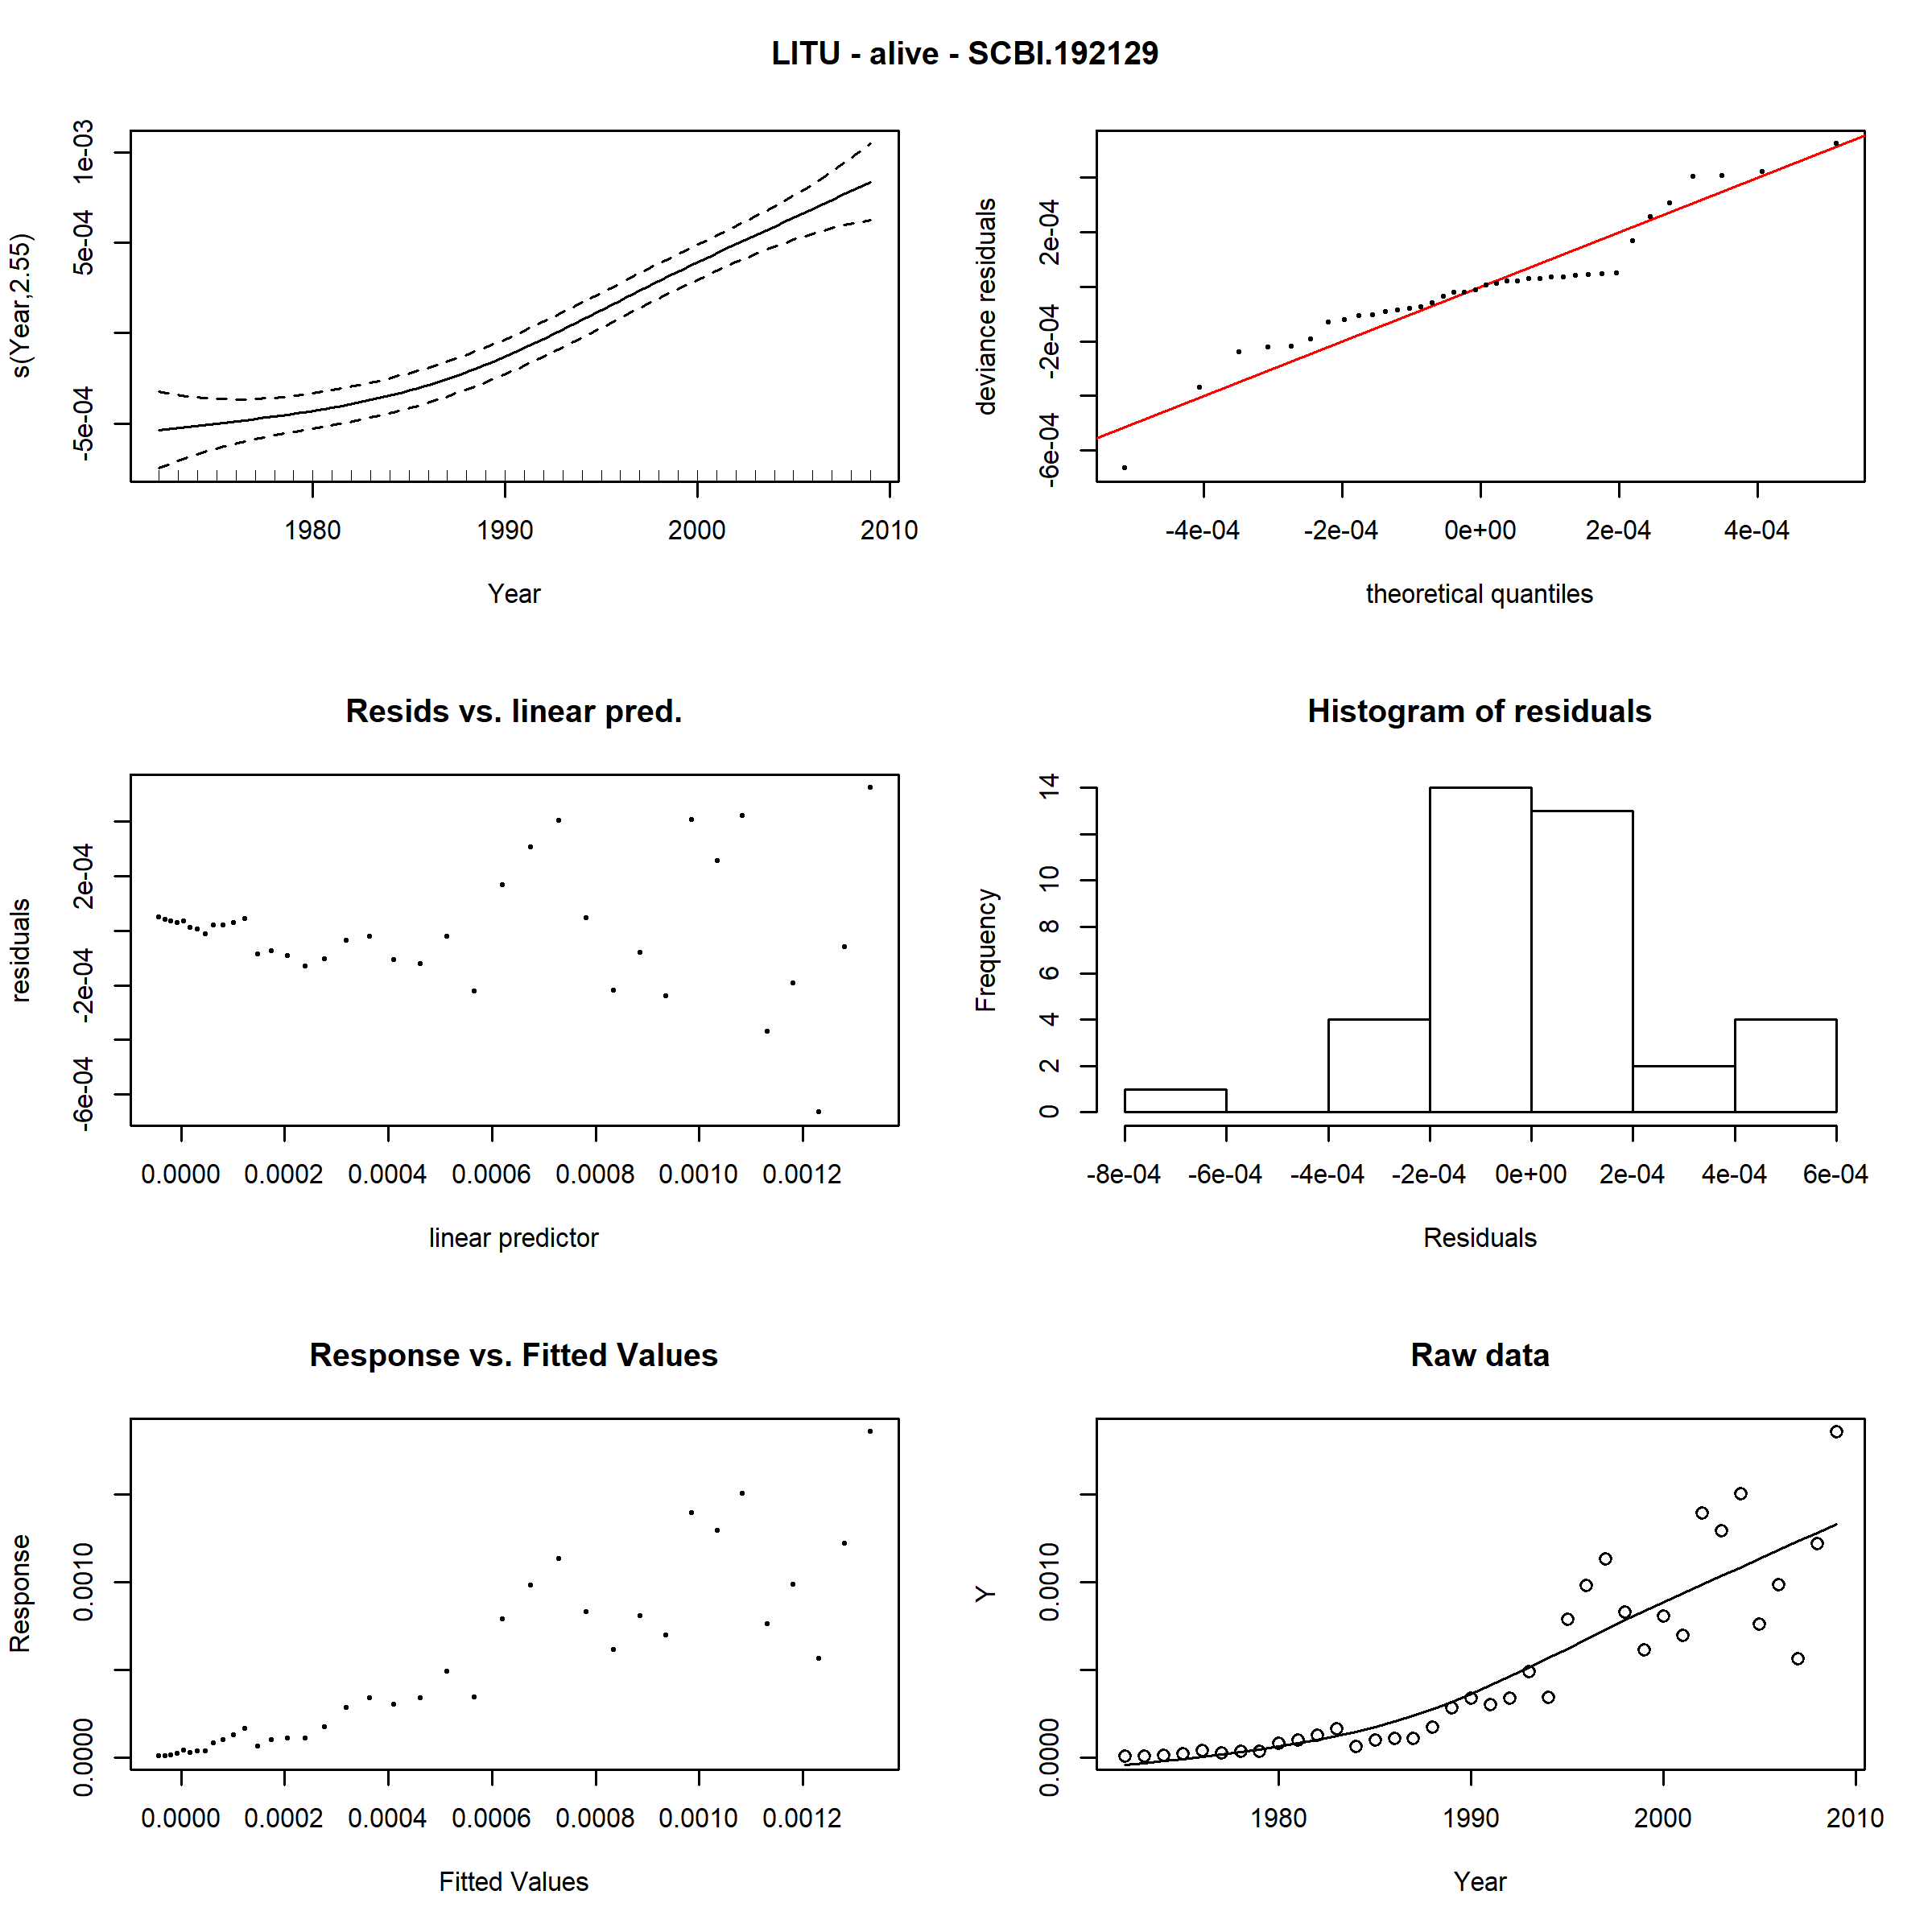 LITU - alive - SCBI.192129
s(Year,2.55)
-5e-04 5e-04 1e-03
1980 1990 2000 2010
Year
deviance residuals
-6e-04 -2e-04 2e-04
-4e-04 -2e-04 0e+00 2e-04 4e-04
theoretical quantiles
Resids vs. linear pred.
residuals
-6e-04 -2e-04 2e-04
0.0000 0.0002 0.0004 0.0006 0.0008 0.0010 0.0012
linear predictor
Histogram of residuals
Frequency
0 2 4 6 8 10 14
-8e-04 -6e-04 -4e-04 -2e-04 0e+00 2e-04 4e-04 6e-04
Residuals
Response vs. Fitted Values
Response
0.0000 0.0010
0.0000 0.0002 0.0004 0.0006 0.0008 0.0010 0.0012
Fitted Values
Raw data
Y
0.0000 0.0010
1980 1990 2000 2010
Year